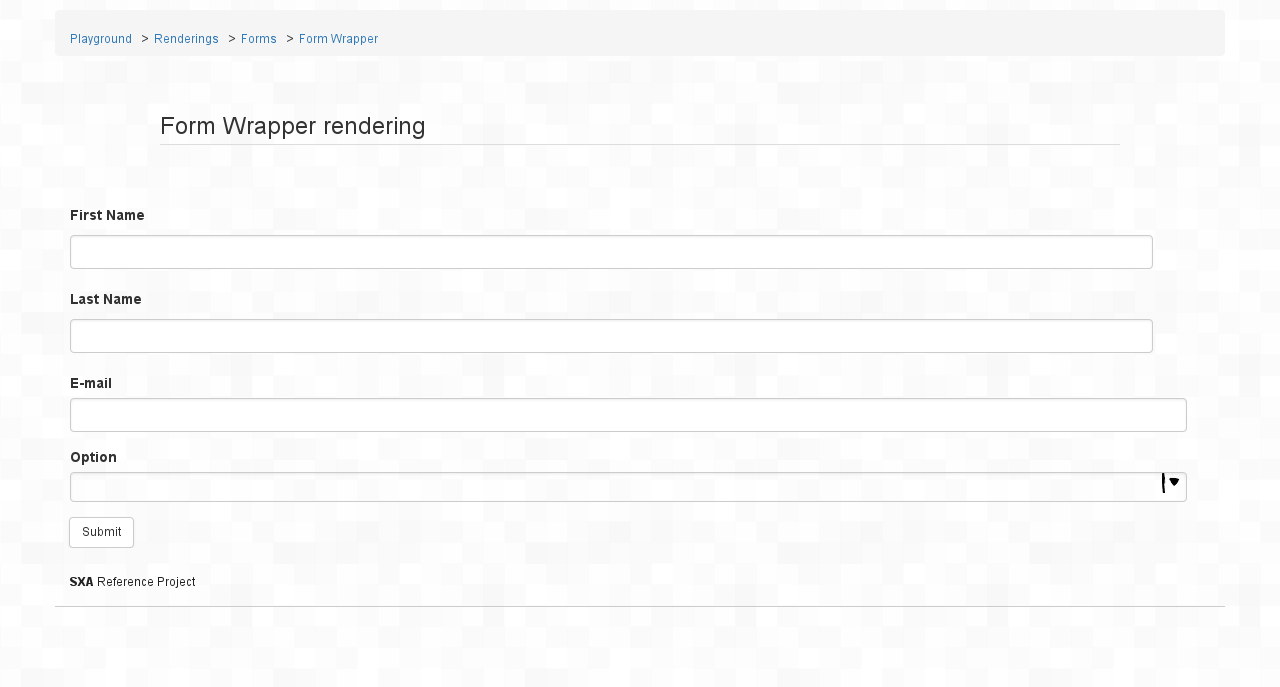 Playground > Renderings > Forms > Form Wrapper
Form Wrapper rendering
First Name
Last Name
E-mail
Option
Submit
SXA Reference Project